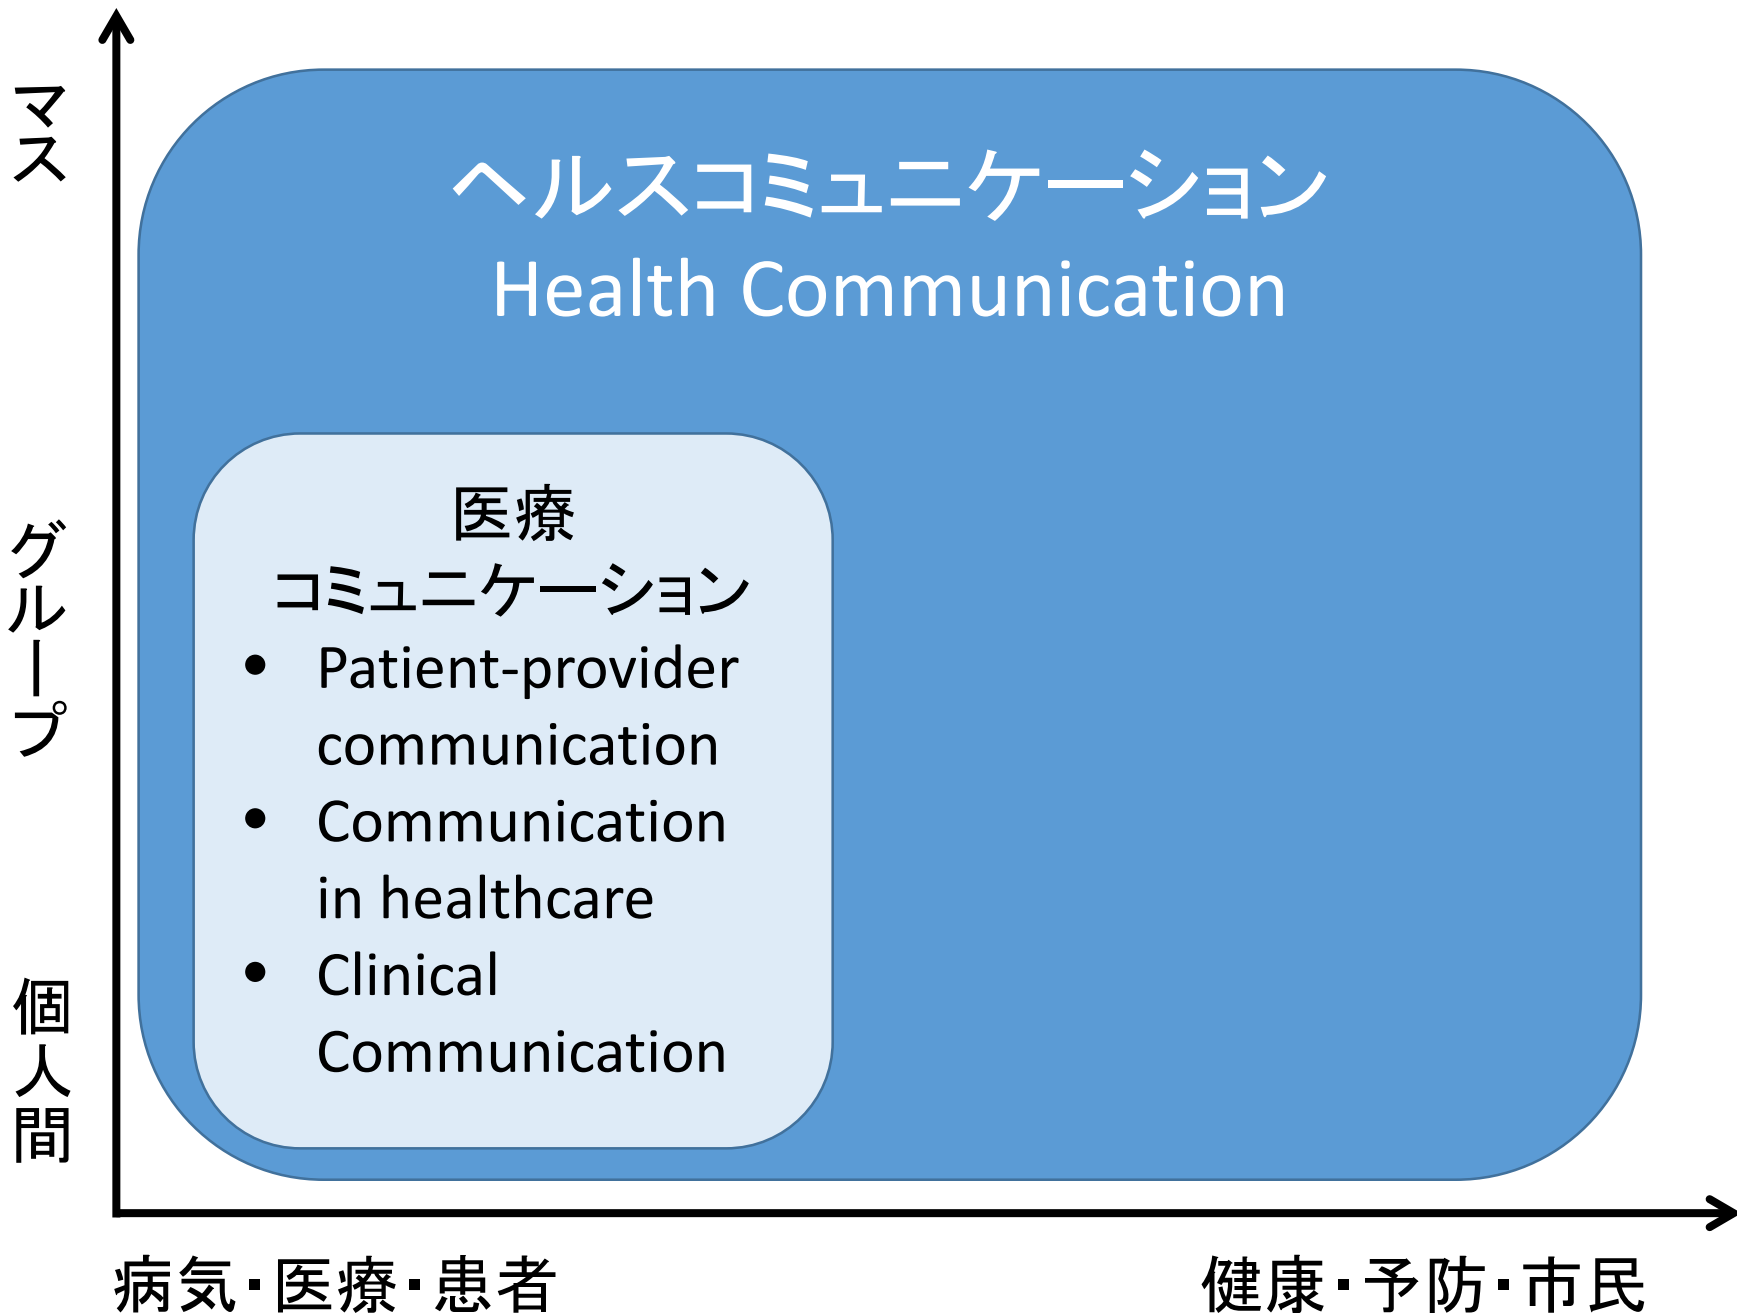 マス
グループ
個人間
ヘルスコミュニケーション
Health Communication
医療
コミュニケーション
• Patient-provider
communication
• Communication
in healthcare
• Clinical
Communication
病気・医療・患者
健康・予防・市民